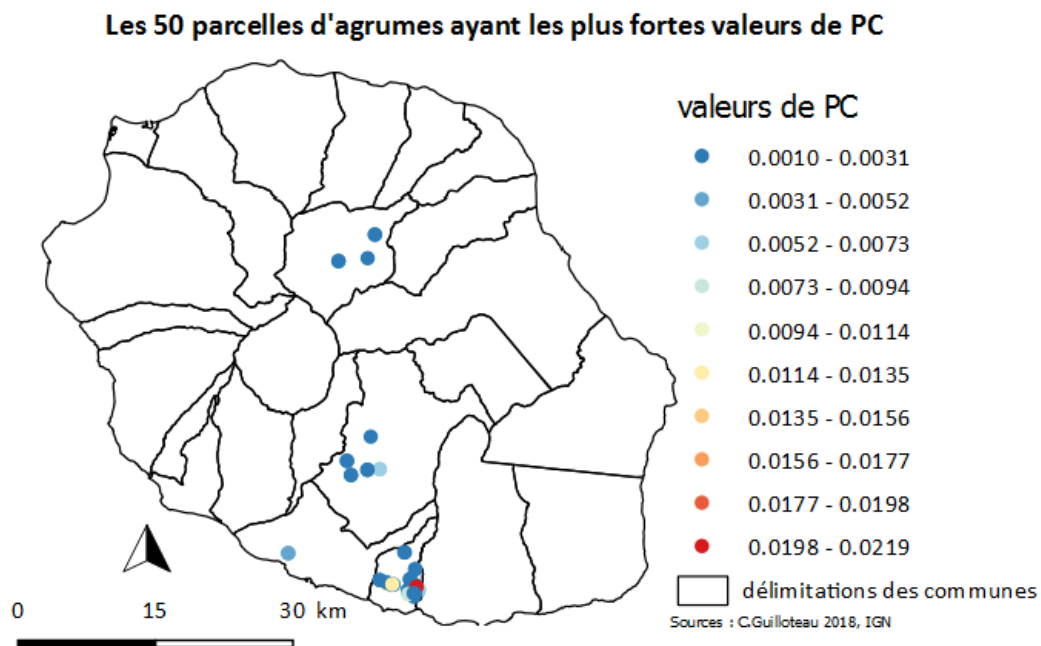 Les 50 parcelles d'agrumes ayant les plus fortes valeurs de PC
valeurs de PC
0.0010 - 0.0031
0.0031 - 0.0052
0.0052 - 0.0073
0.0073 - 0.0094
0.0094 - 0.0114
0.0114 - 0.0135
0.0135 - 0.0156
0.0156 - 0.0177
0.0177 - 0.0198
0.0198 - 0.0219
délimitations des communes
Sources : C.Guilloteau 2018, IGN
0 15 30 km